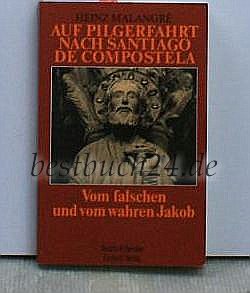 HEINZ MALANGRÉ
AUF PILGERFAHRT
NACH SANTIAGO
DE COMPOSTELA
bestbuch24.de
Vom falschen
und vom wahren Jakob